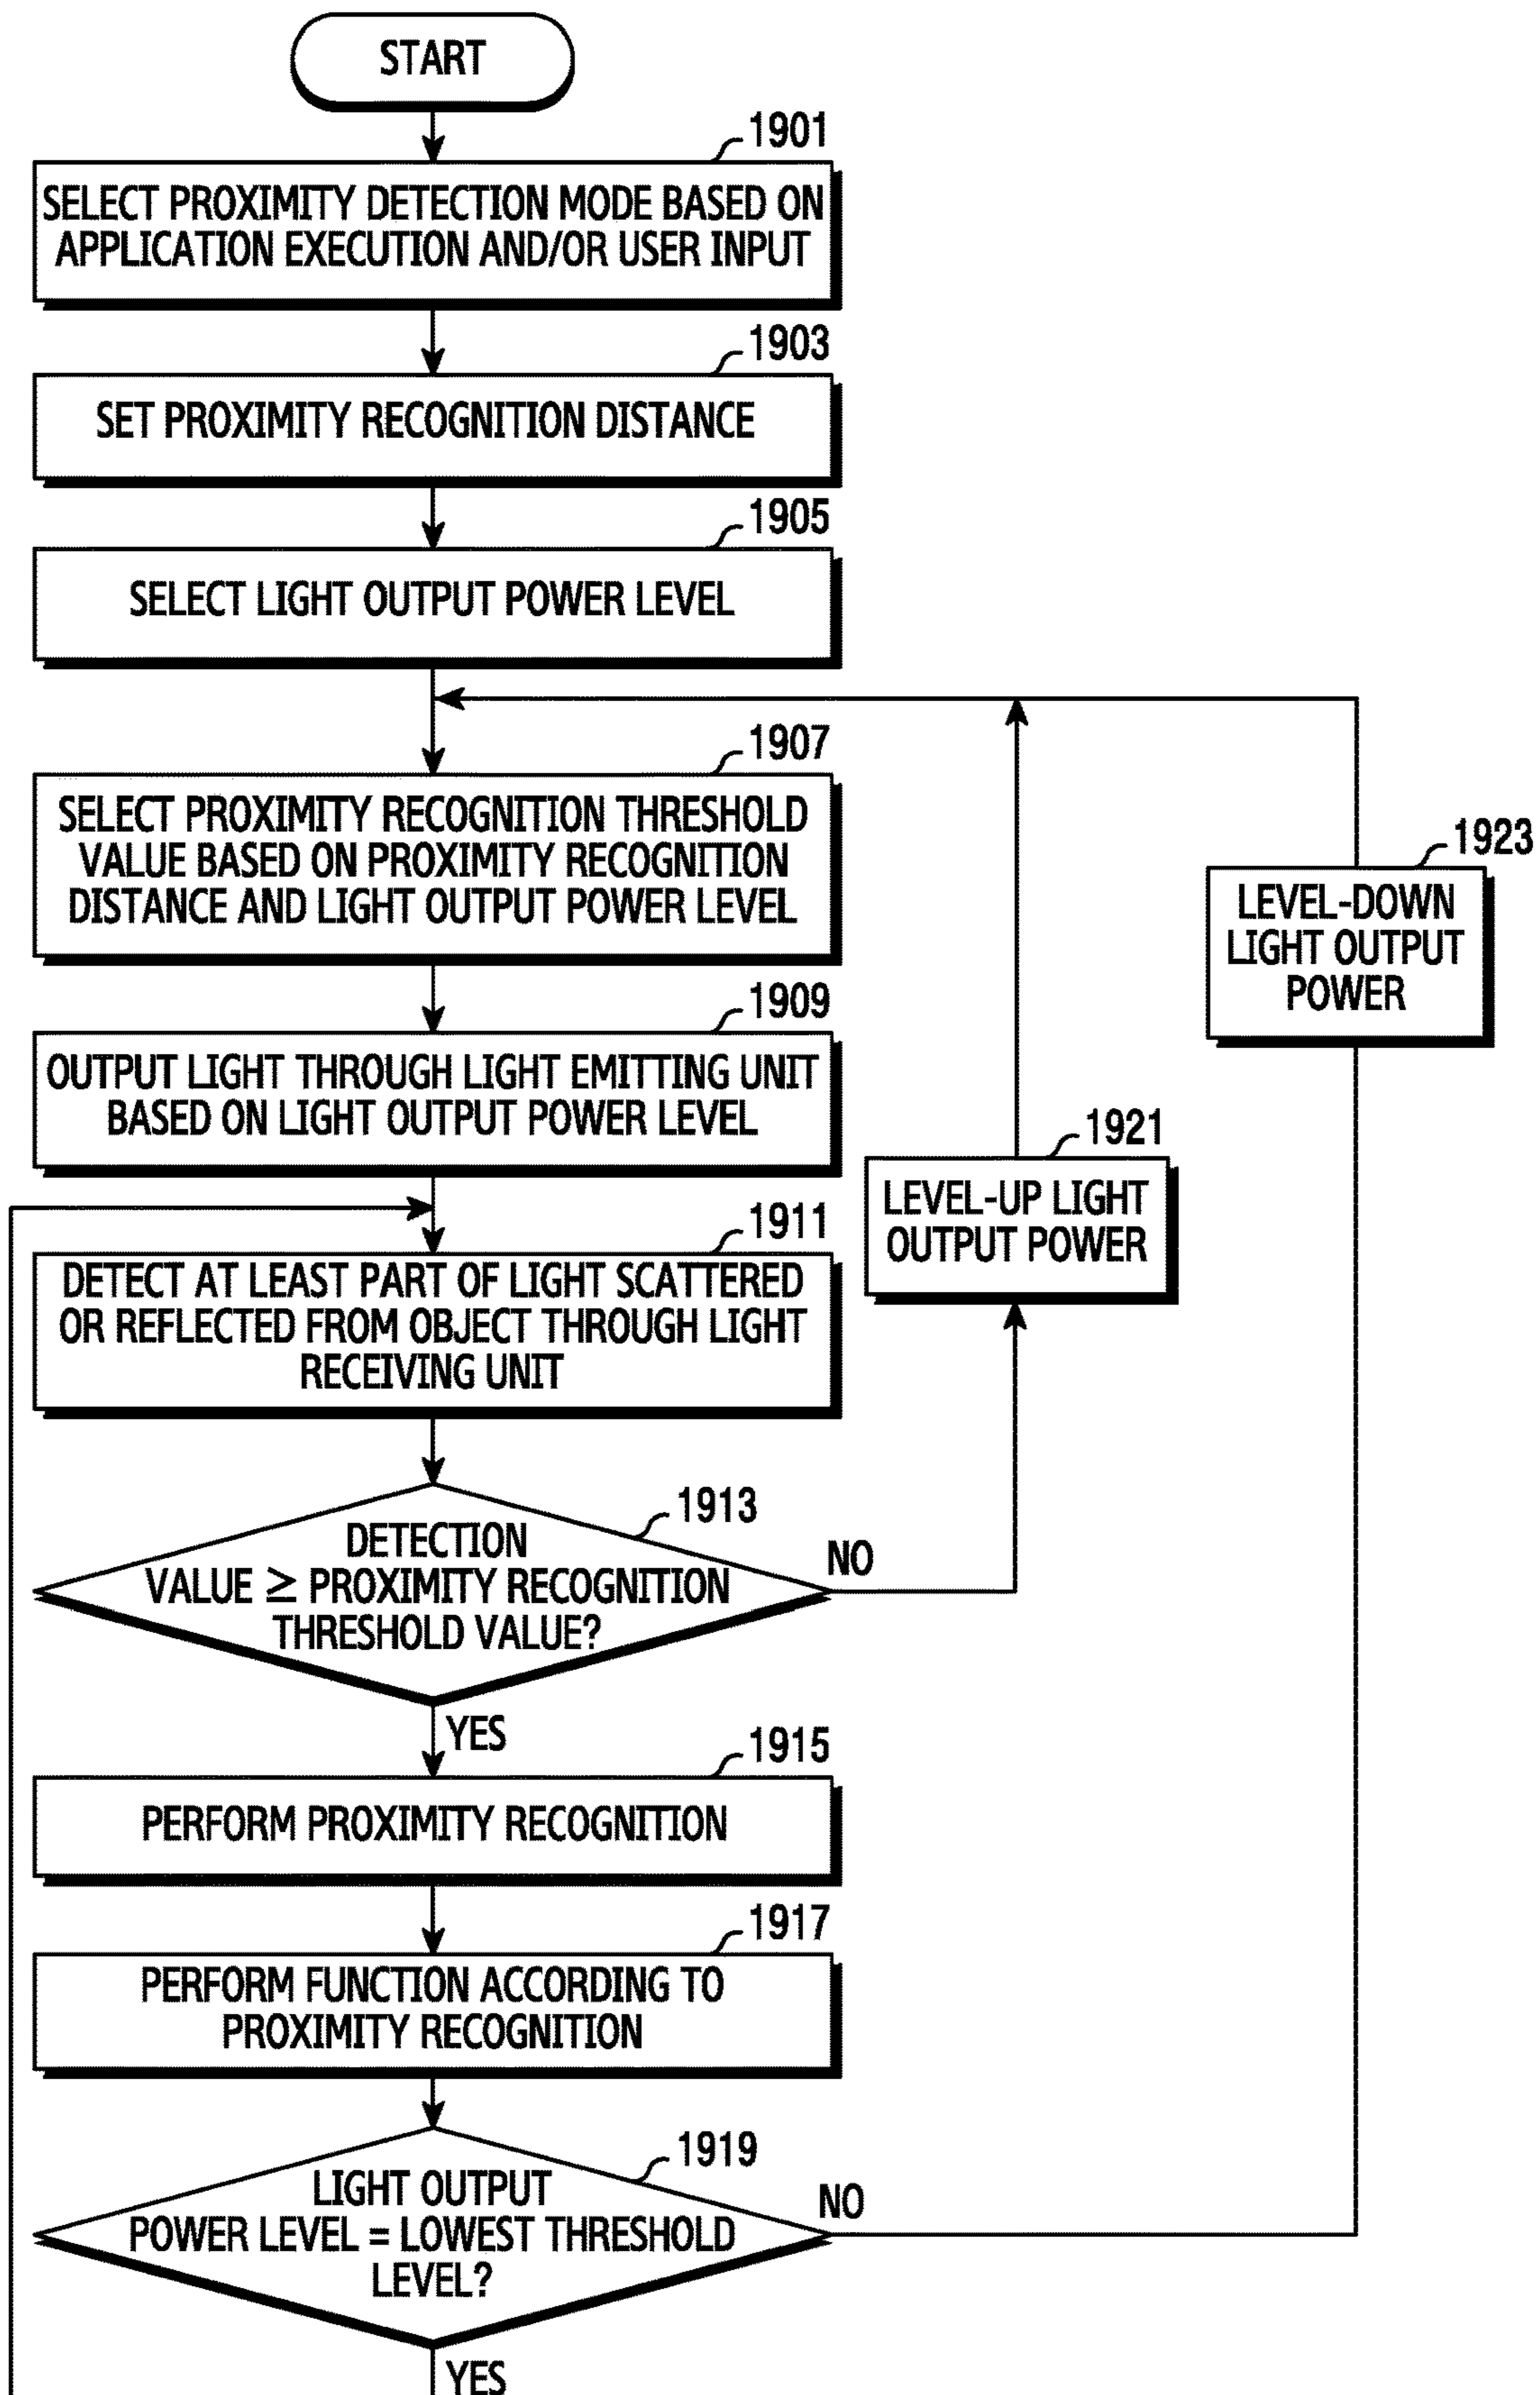 START
1901
SELECT PROXIMITY DETECTION MODE BASED ON
APPLICATION EXECUTION AND/OR USER INPUT
1903
SET PROXIMITY RECOGNITION DISTANCE
1905
SELECT LIGHT OUTPUT POWER LEVEL
1907
SELECT PROXIMITY RECOGNITION THRESHOLD
VALUE BASED ON PROXIMITY RECOGNITION
DISTANCE AND LIGHT OUTPUT POWER LEVEL
1923
LEVEL-DOWN
LIGHT OUTPUT
POWER
1909
OUTPUT LIGHT THROUGH LIGHT EMITTING UNIT
BASED ON LIGHT OUTPUT POWER LEVEL
1921
LEVEL-UP LIGHT
OUTPUT POWER
1911
DETECT AT LEAST PART OF LIGHT SCATTERED
OR REFLECTED FROM OBJECT THROUGH LIGHT
RECEIVING UNIT
1913
DETECTION
VALUE ≥ PROXIMITY RECOGNITION
THRESHOLD VALUE?
NO
YES
1915
PERFORM PROXIMITY RECOGNITION
1917
PERFORM FUNCTION ACCORDING TO
PROXIMITY RECOGNITION
1919
LIGHT OUTPUT
POWER LEVEL = LOWEST THRESHOLD
LEVEL?
NO
YES